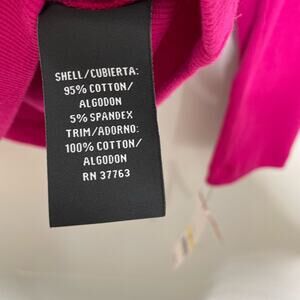 SHELL/CUBIERTA:
95% COTTON/
ALGODON
5% SPANDEX
TRIM/ADORNO:
100% COTTON/
ALGODON
RN 37763